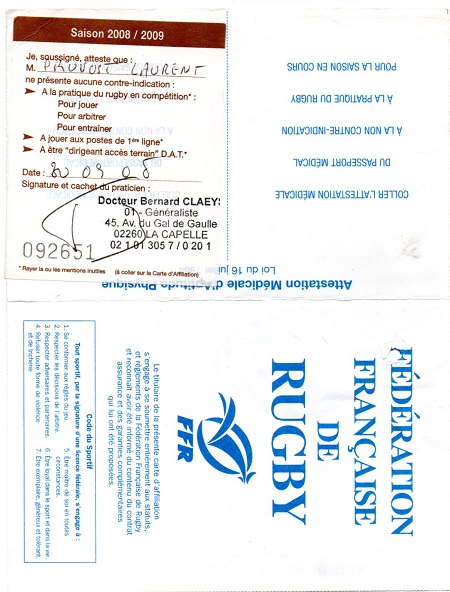 Saison 2008 / 2009
Je, soussigné, atteste que :
M. PROVOST LAURENT
ne présente aucune contre-indication :
A la pratique du rugby en compétition* :
Pour jouer
Pour arbitrer
Pour entraîner
A jouer aux postes de 1ère ligne*
A être "dirigeant accès terrain" D.A.T.*
Date : 20 09 08
Signature et cachet du praticien :
Docteur Bernard CLAEYS
01 - Généraliste
45, Av. du Gal de Gaulle
02260 LA CAPELLE
02 1 01 305 7 / 0 20 1
092651
* Rayer la ou les mentions inutiles (à coller sur la Carte d'Affiliation)
Attestation Médicale d'Aptitude Physique
Loi du 16 jui
COLLER L'ATTESTATION MÉDICALE
DU PASSEPORT MÉDICAL
À LA NON CONTRE-INDICATION
À LA PRATIQUE DU RUGBY
POUR LA SAISON EN COURS
FÉDÉRATION
FRANÇAISE
DE
RUGBY
FFR
Le titulaire de la présente carte d'affiliation
s'engage à se soumettre entièrement aux statuts,
et règlements de la Fédération Française de Rugby
et reconnaît avoir été informé du contenu du contrat
assurance et des garanties complémentaires
qui lui ont été proposées.
Code du Sportif
Tout sportif, par la signature d'une licence fédérale, s'engage à :
1. Se conformer aux règles du jeu
2. Respecter les décisions de l'arbitre
3. Respecter adversaires et partenaires.
4. Refuser toute forme de violence
et de tricherie
5. Être maître de soi en toutes
circonstances.
6. Être loyal dans le sport et dans la vie.
7. Être exemplaire, généreux et tolérant.